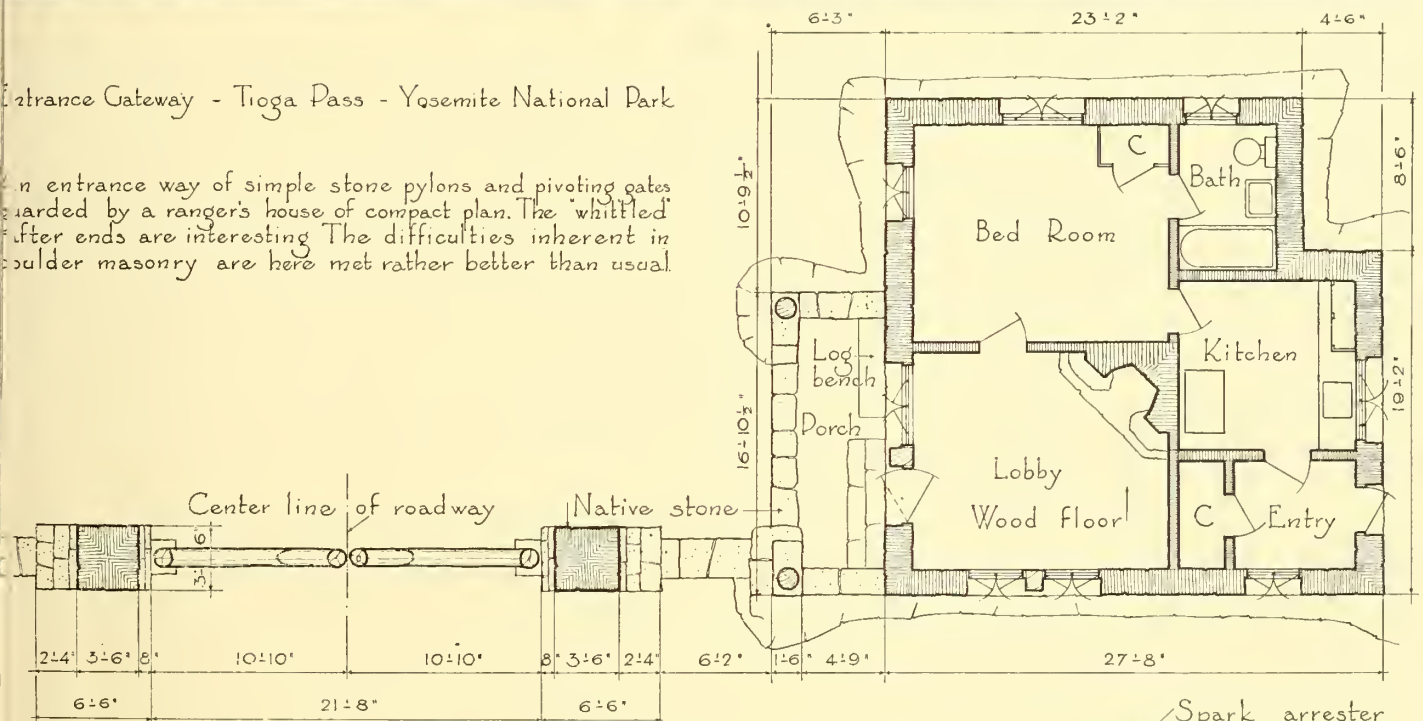 6'-3" 23'-2" 4'-6"
Entrance Gateway - Tioga Pass - Yosemite National Park
n entrance way of simple stone pylons and pivoting gates
uarded by a ranger's house of compact plan. The "whittled"
after ends are interesting The difficulties inherent in
oulder masonry are here met rather better than usual.
10'-9½"
8'-6"
C
Bath
Bed Room
Log
bench
Kitchen
19'-2"
Porch
16'-10½"
Lobby
Wood floor
C
Entry
Center line of roadway
Native stone
3'-6"
2'-4" 3'-6" 8" 10'-10" 10'-10" 8" 3'-6" 2'-4" 6'-2" 1'-6" 4'-9" 27'-8"
6'-6" 21'-8" 6'-6"
Spark arrester